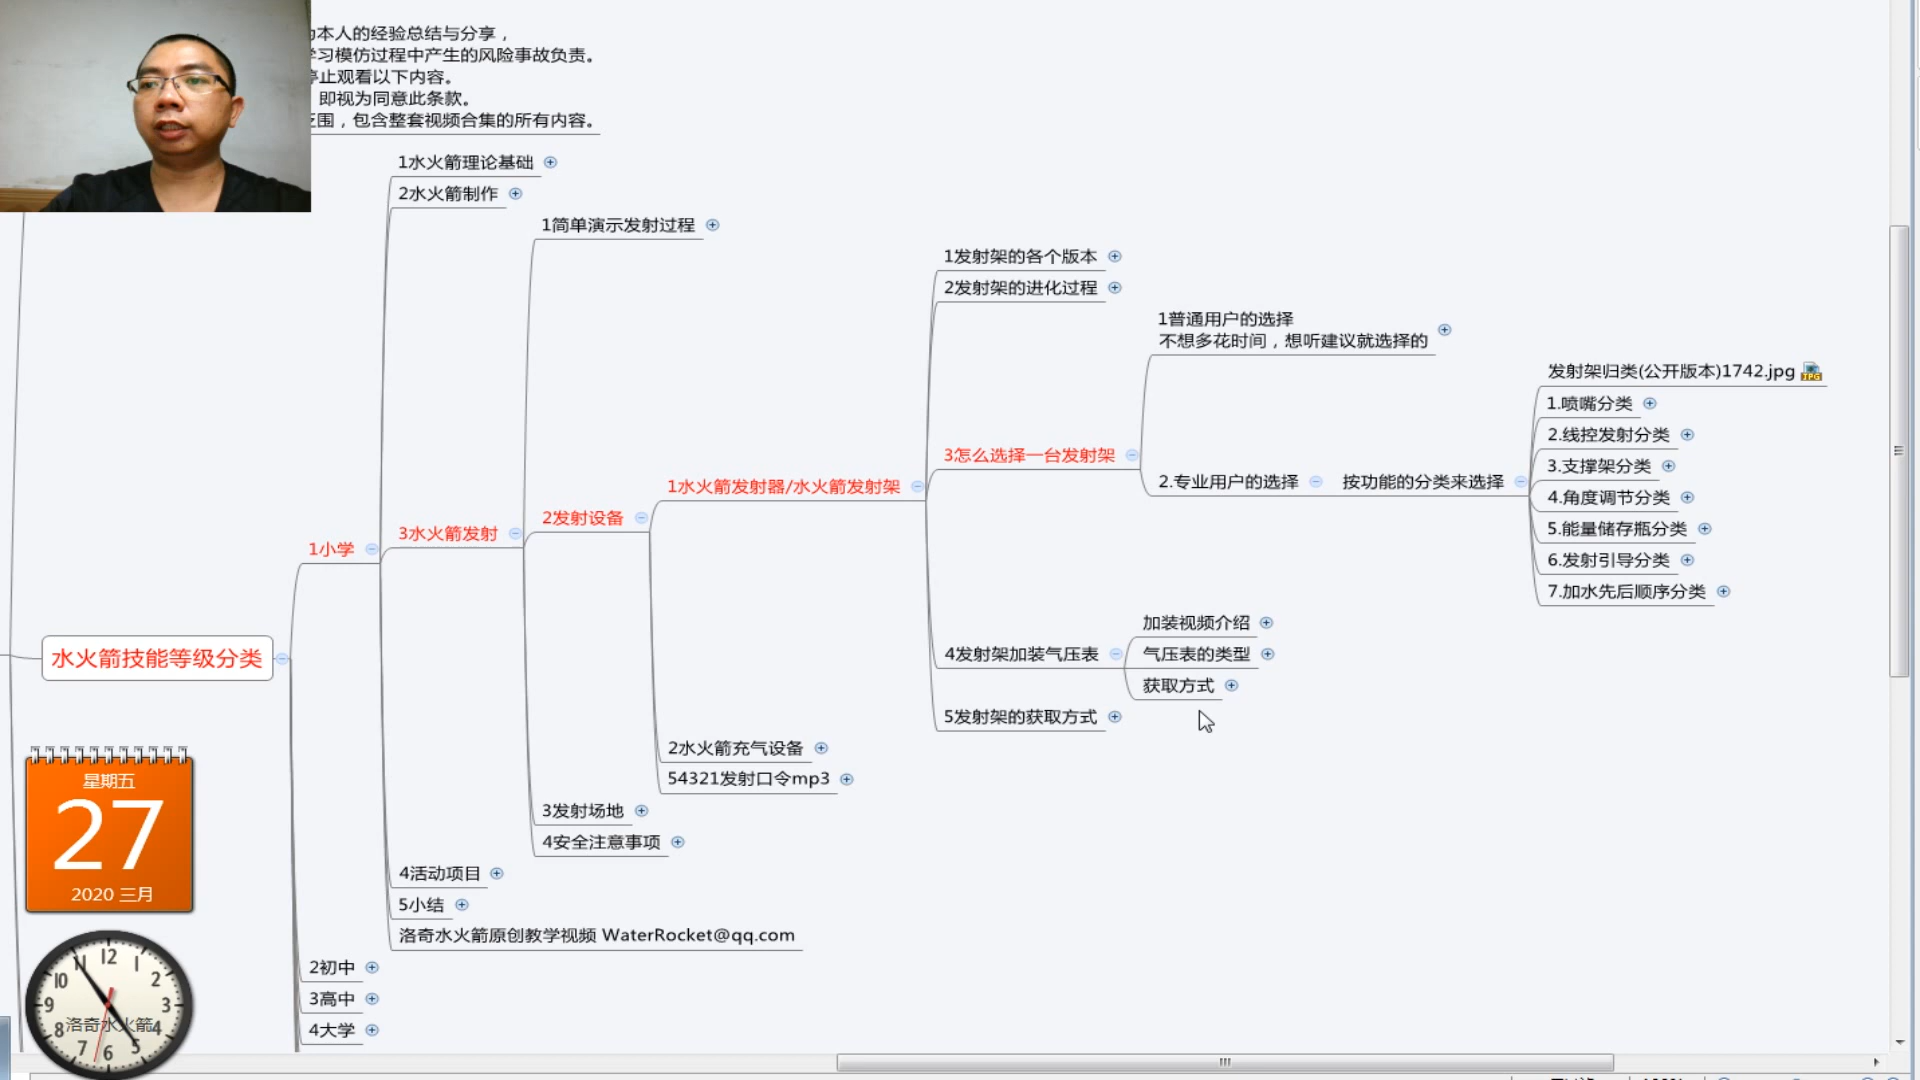 为本人的经验总结与分享，
学习模仿过程中产生的风险事故负责。
停止观看以下内容。
即视为同意此条款。
范围，包含整套视频合集的所有内容。
1水火箭理论基础
2水火箭制作
1简单演示发射过程
1发射架的各个版本
2发射架的进化过程
1普通用户的选择
不想多花时间，想听建议就选择的
发射架归类(公开版本)1742.jpg
1.喷嘴分类
2.线控发射分类
3怎么选择一台发射架
3.支撑架分类
2.专业用户的选择
按功能的分类来选择
1水火箭发射器/水火箭发射架
4.角度调节分类
2发射设备
5.能量储存瓶分类
3水火箭发射
1小学
6.发射引导分类
7.加水先后顺序分类
加装视频介绍
4发射架加装气压表
气压表的类型
水火箭技能等级分类
获取方式
5发射架的获取方式
2水火箭充气设备
54321发射口令mp3
3发射场地
4安全注意事项
4活动项目
5小结
洛奇水火箭原创教学视频 WaterRocket@qq.com
2初中
3高中
4大学
星期五
27
2020 三月
12
11
1
10
2
9
3
8
洛奇水火箭
4
7
6
5